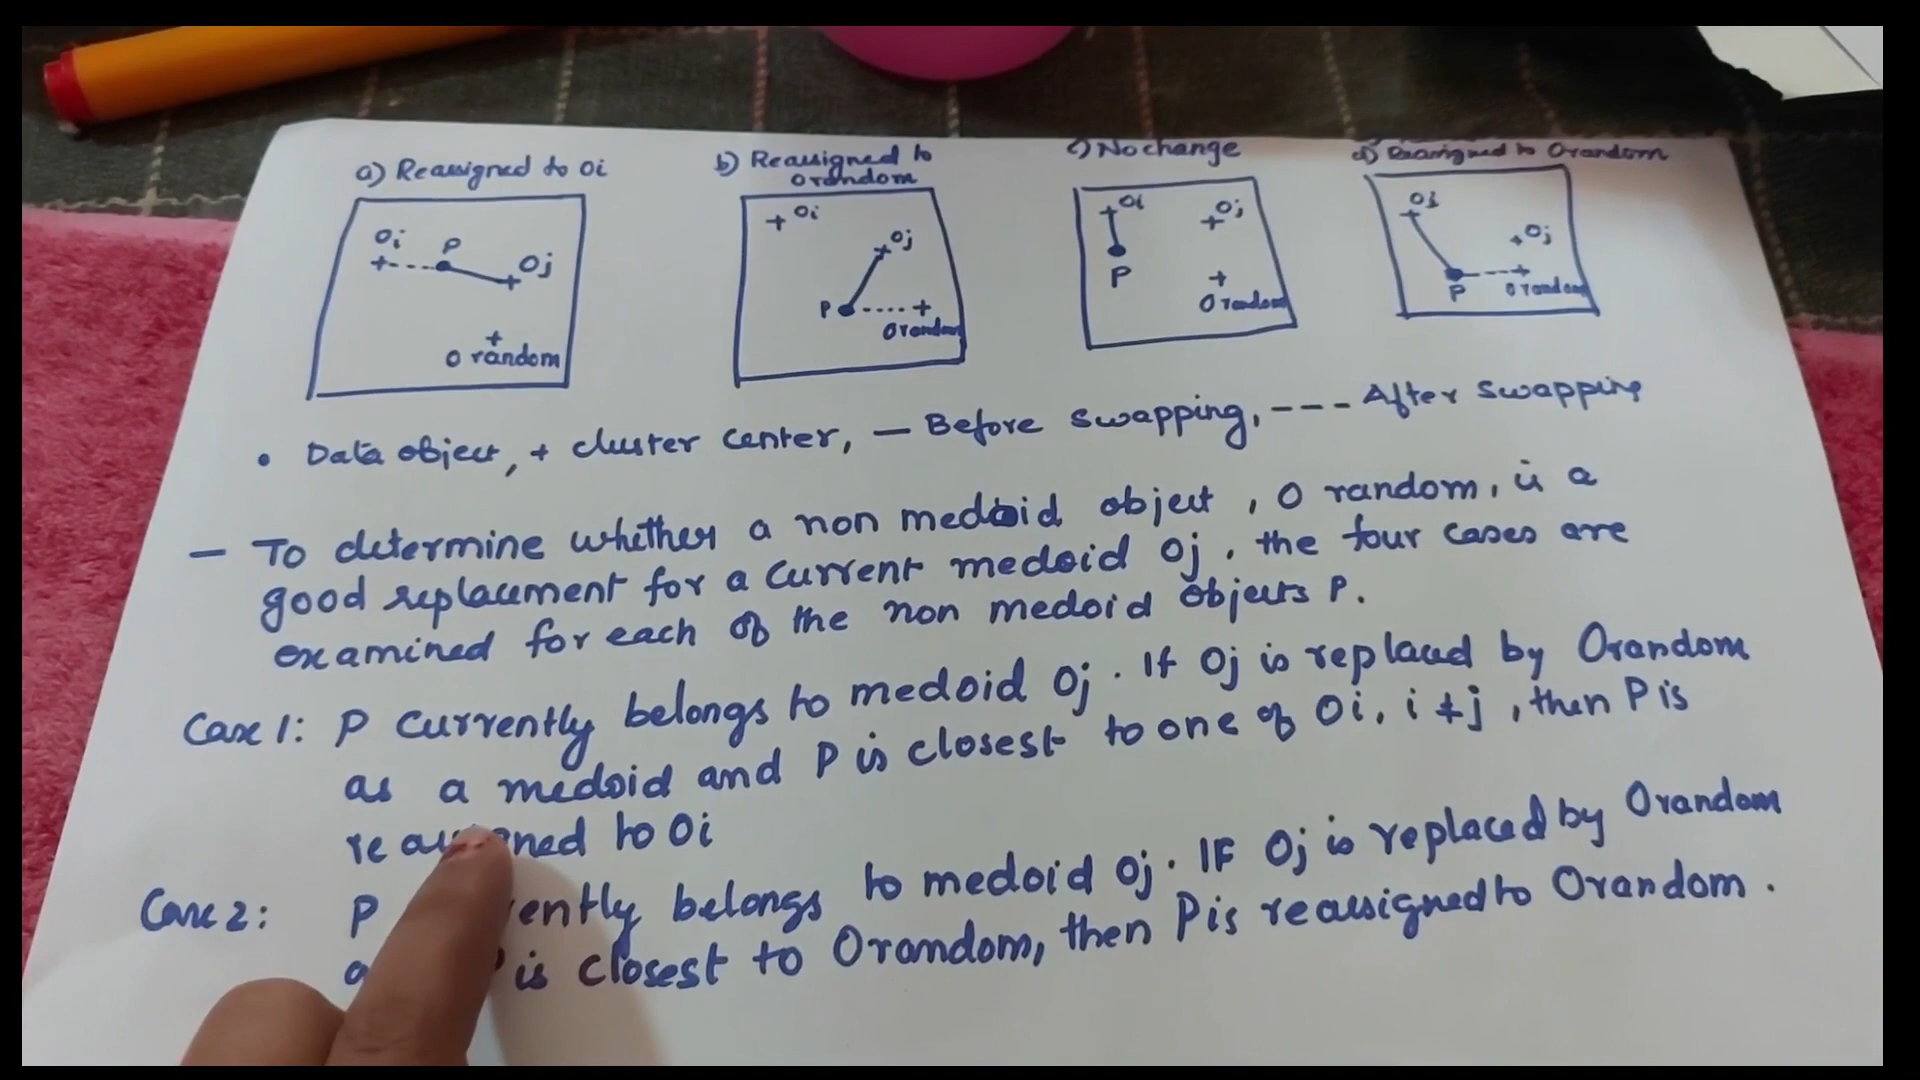 a) Reassigned to Oi
b) Reassigned to
Orandom
c) No change
d) Reassigned to Orandom
Oi
P
Oj
O random
Oi
Oj
P
Orandom
Oi
Oj
P
Orandom
Oi
Oj
P
Orandom
• Data object, + cluster center, — Before swapping, --- After swapping
— To determine whether a non medoid object, O random, is a
good replacement for a current medoid Oj, the four cases are
examined for each of the non medoid objects P.
Case 1: P currently belongs to medoid Oj. If Oj is replaced by Orandom
as a medoid and P is closest to one of Oi, i ≠ j, then P is
reassigned to Oi
Case 2: P belongs to medoid Oj. IF Oj is replaced by Orandom
is closest to Orandom, then P is reassigned to Orandom.